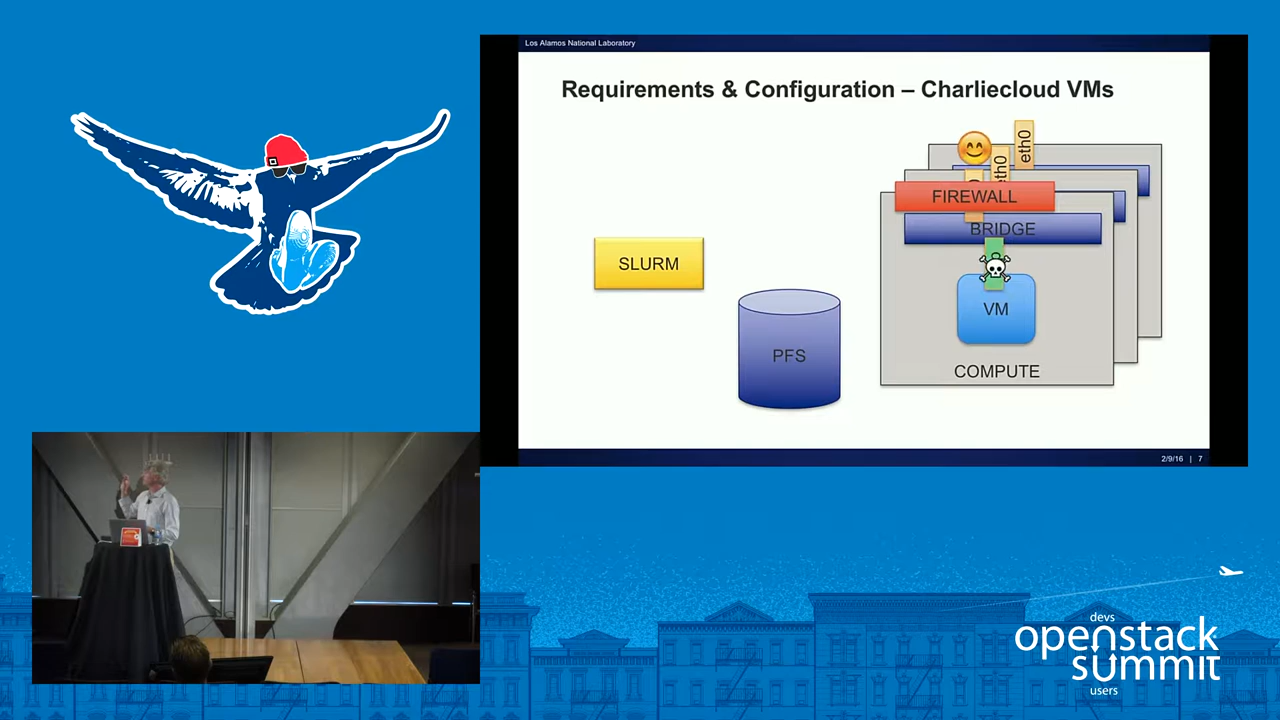 Los Alamos National Laboratory
Requirements & Configuration – Charliecloud VMs
eth0
eth0
FIREWALL
BRIDGE
SLURM
VM
PFS
COMPUTE
2/9/16 | 7
devs
openstack
summit
users